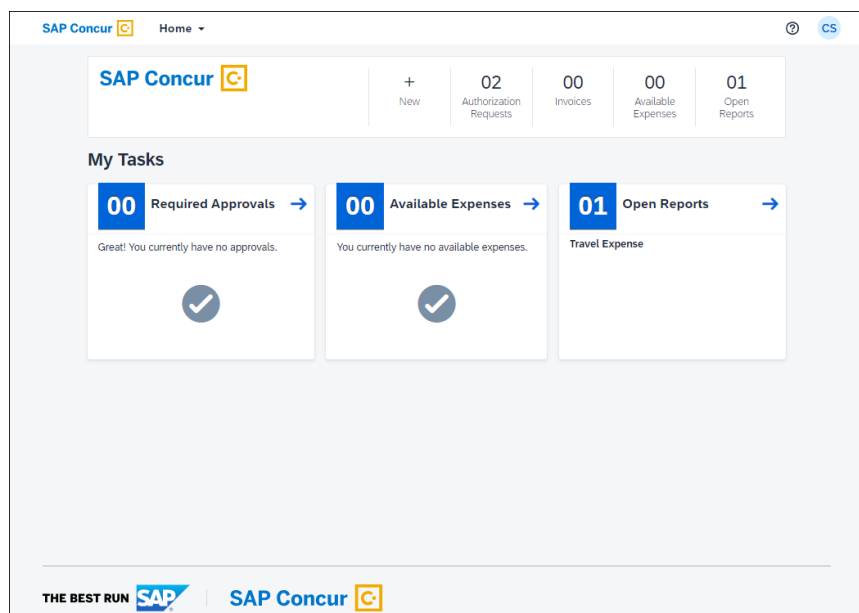 SAP Concur C Home
CS
SAP Concur C
+
New
02
Authorization
Requests
00
Invoices
00
Available
Expenses
01
Open
Reports
My Tasks
00 Required Approvals →
Great! You currently have no approvals.
00 Available Expenses →
You currently have no available expenses.
01 Open Reports →
Travel Expense
THE BEST RUN SAP SAP Concur C